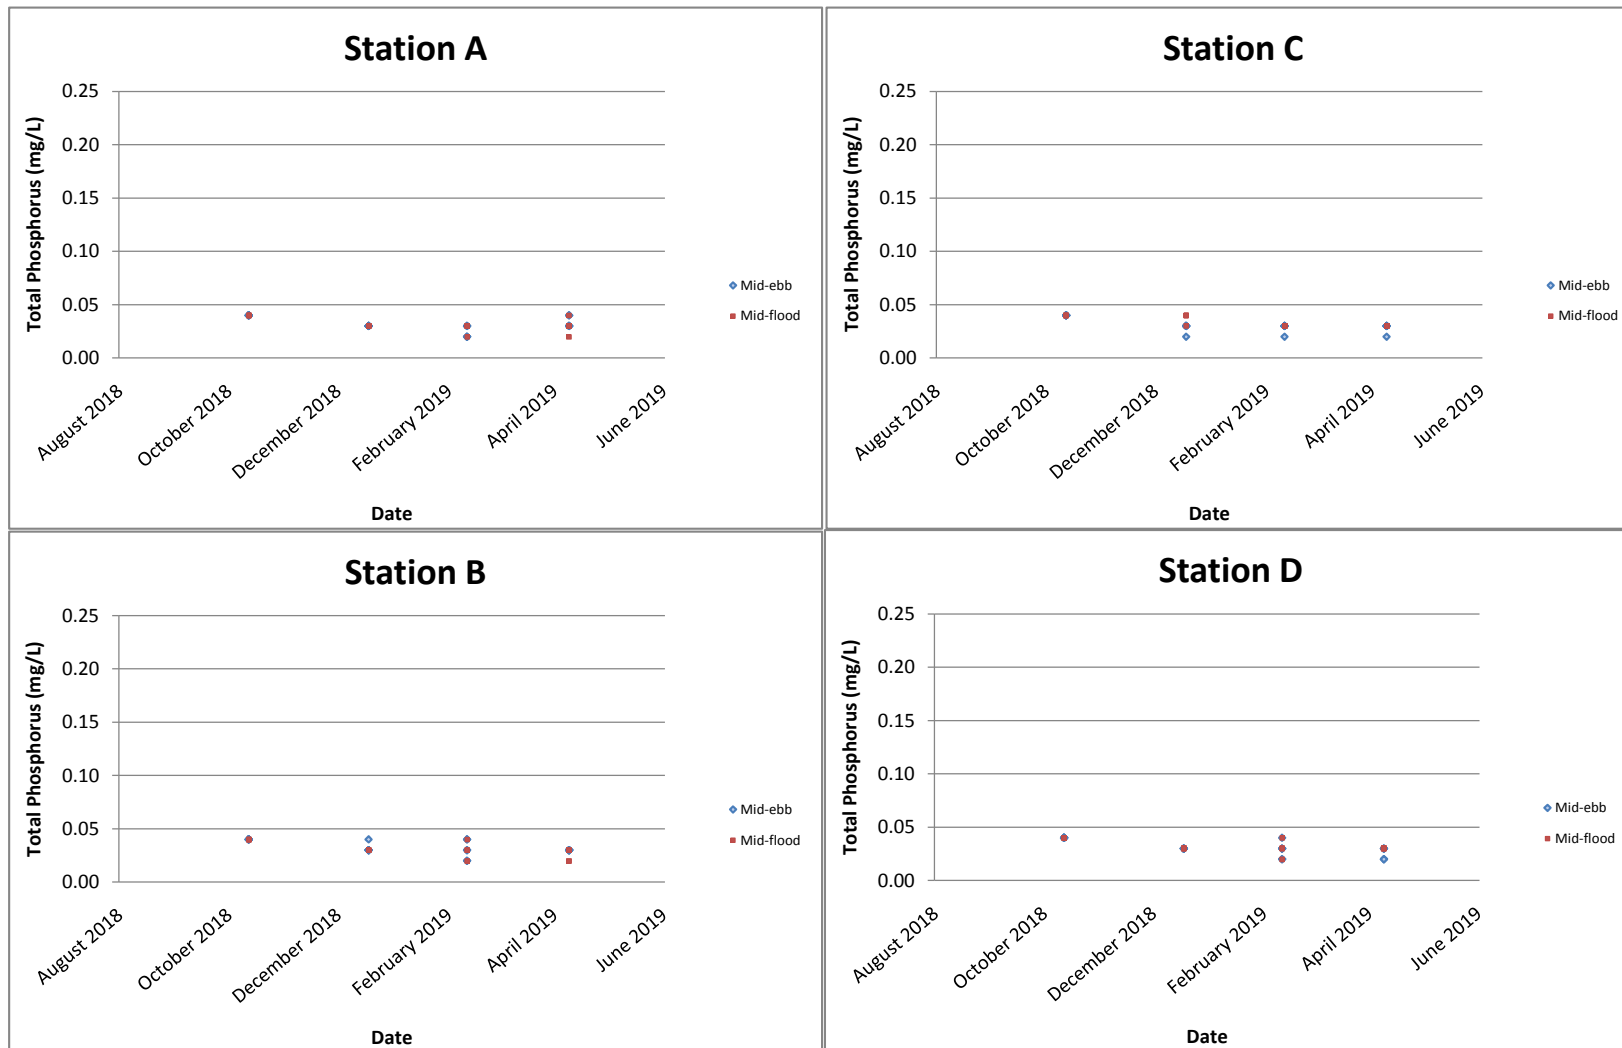 Station A
Total Phosphorus (mg/L)
0.25
0.20
0.15
0.10
0.05
0.00
August 2018
October 2018
December 2018
February 2019
April 2019
June 2019
Date
Mid-ebb
Mid-flood
Station C
Total Phosphorus (mg/L)
0.25
0.20
0.15
0.10
0.05
0.00
August 2018
October 2018
December 2018
February 2019
April 2019
June 2019
Date
Mid-ebb
Mid-flood
Station B
Total Phosphorus (mg/L)
0.25
0.20
0.15
0.10
0.05
0.00
August 2018
October 2018
December 2018
February 2019
April 2019
June 2019
Date
Mid-ebb
Mid-flood
Station D
Total Phosphorus (mg/L)
0.25
0.20
0.15
0.10
0.05
0.00
August 2018
October 2018
December 2018
February 2019
April 2019
June 2019
Date
Mid-ebb
Mid-flood